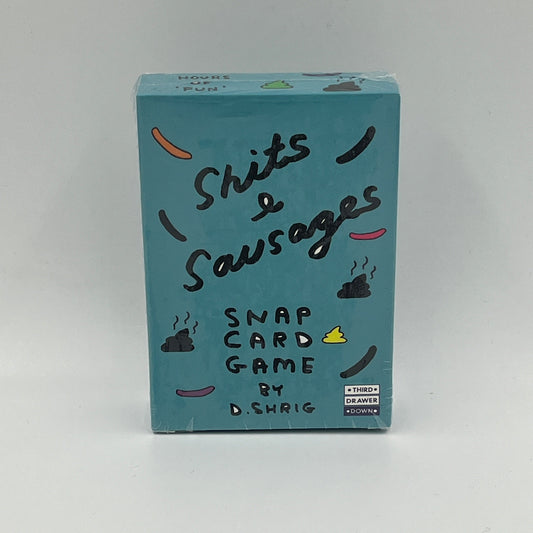 HOURS
OF
'FUN'
Shits
&
Sausages
SNAP
CARD
GAME
BY
D.SHRIG
• THIRD •
DRAWER
• DOWN •